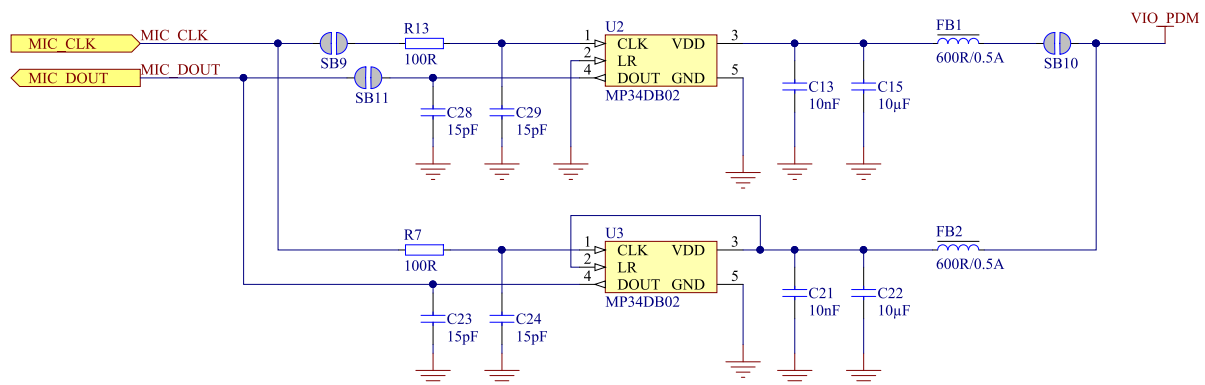 VIO_PDM
MIC_CLK
MIC_CLK
SB9
R13
100R
U2
1
CLK
VDD
3
2
LR
4
DOUT
GND
5
MP34DB02
FB1
600R/0.5A
SB10
MIC_DOUT
MIC_DOUT
SB11
C28
15pF
C29
15pF
C13
10nF
C15
10µF
R7
100R
U3
1
CLK
VDD
3
2
LR
4
DOUT
GND
5
MP34DB02
FB2
600R/0.5A
C23
15pF
C24
15pF
C21
10nF
C22
10µF